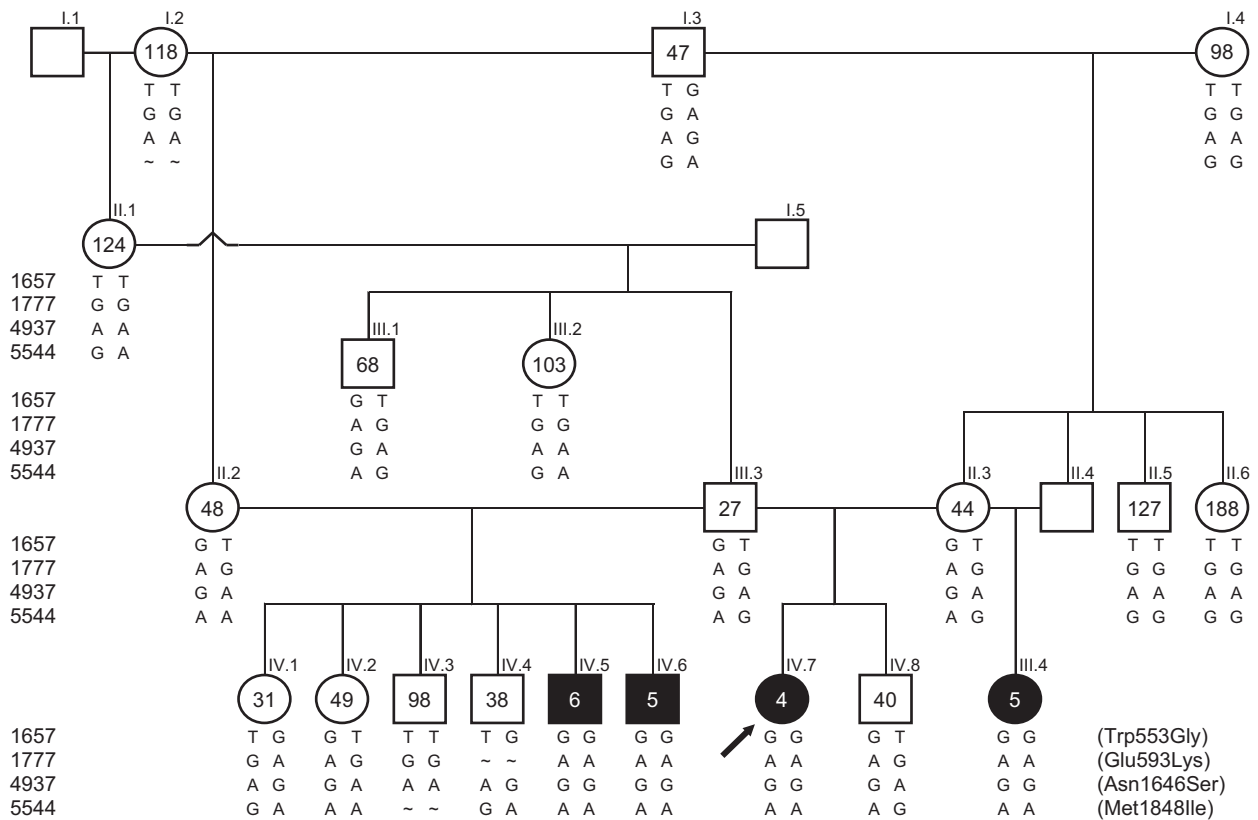 I.1 I.2 I.3 I.4
118 47 98
T T T G T T
G G G A G G
A A A G A A
~ ~ G A G G
II.1 I.5
124
1657 T T
1777 G G
4937 A A
5544 G A
III.1 III.2
68 103
1657 G T T T
1777 A G G G
4937 G A A A
5544 A G G A
II.2 III.3 II.3 II.4 II.5 II.6
48 27 44 127 188
1657 G T G T G T T T T T
1777 A G A G A G G G G G
4937 G A G A G A A A A A
5544 A A A G A G G G G G
IV.1 IV.2 IV.3 IV.4 IV.5 IV.6 IV.7 IV.8 III.4
31 49 98 38 6 5 4 40 5
1657 T G G T T T T G G G G G G G G T G G (Trp553Gly)
1777 G A A G G G ~ ~ A A A A A A A G A A (Glu593Lys)
4937 A G G A A A A G G G G G G G G A G G (Asn1646Ser)
5544 G A A A ~ ~ G A A A A A A A A G A A (Met1848Ile)